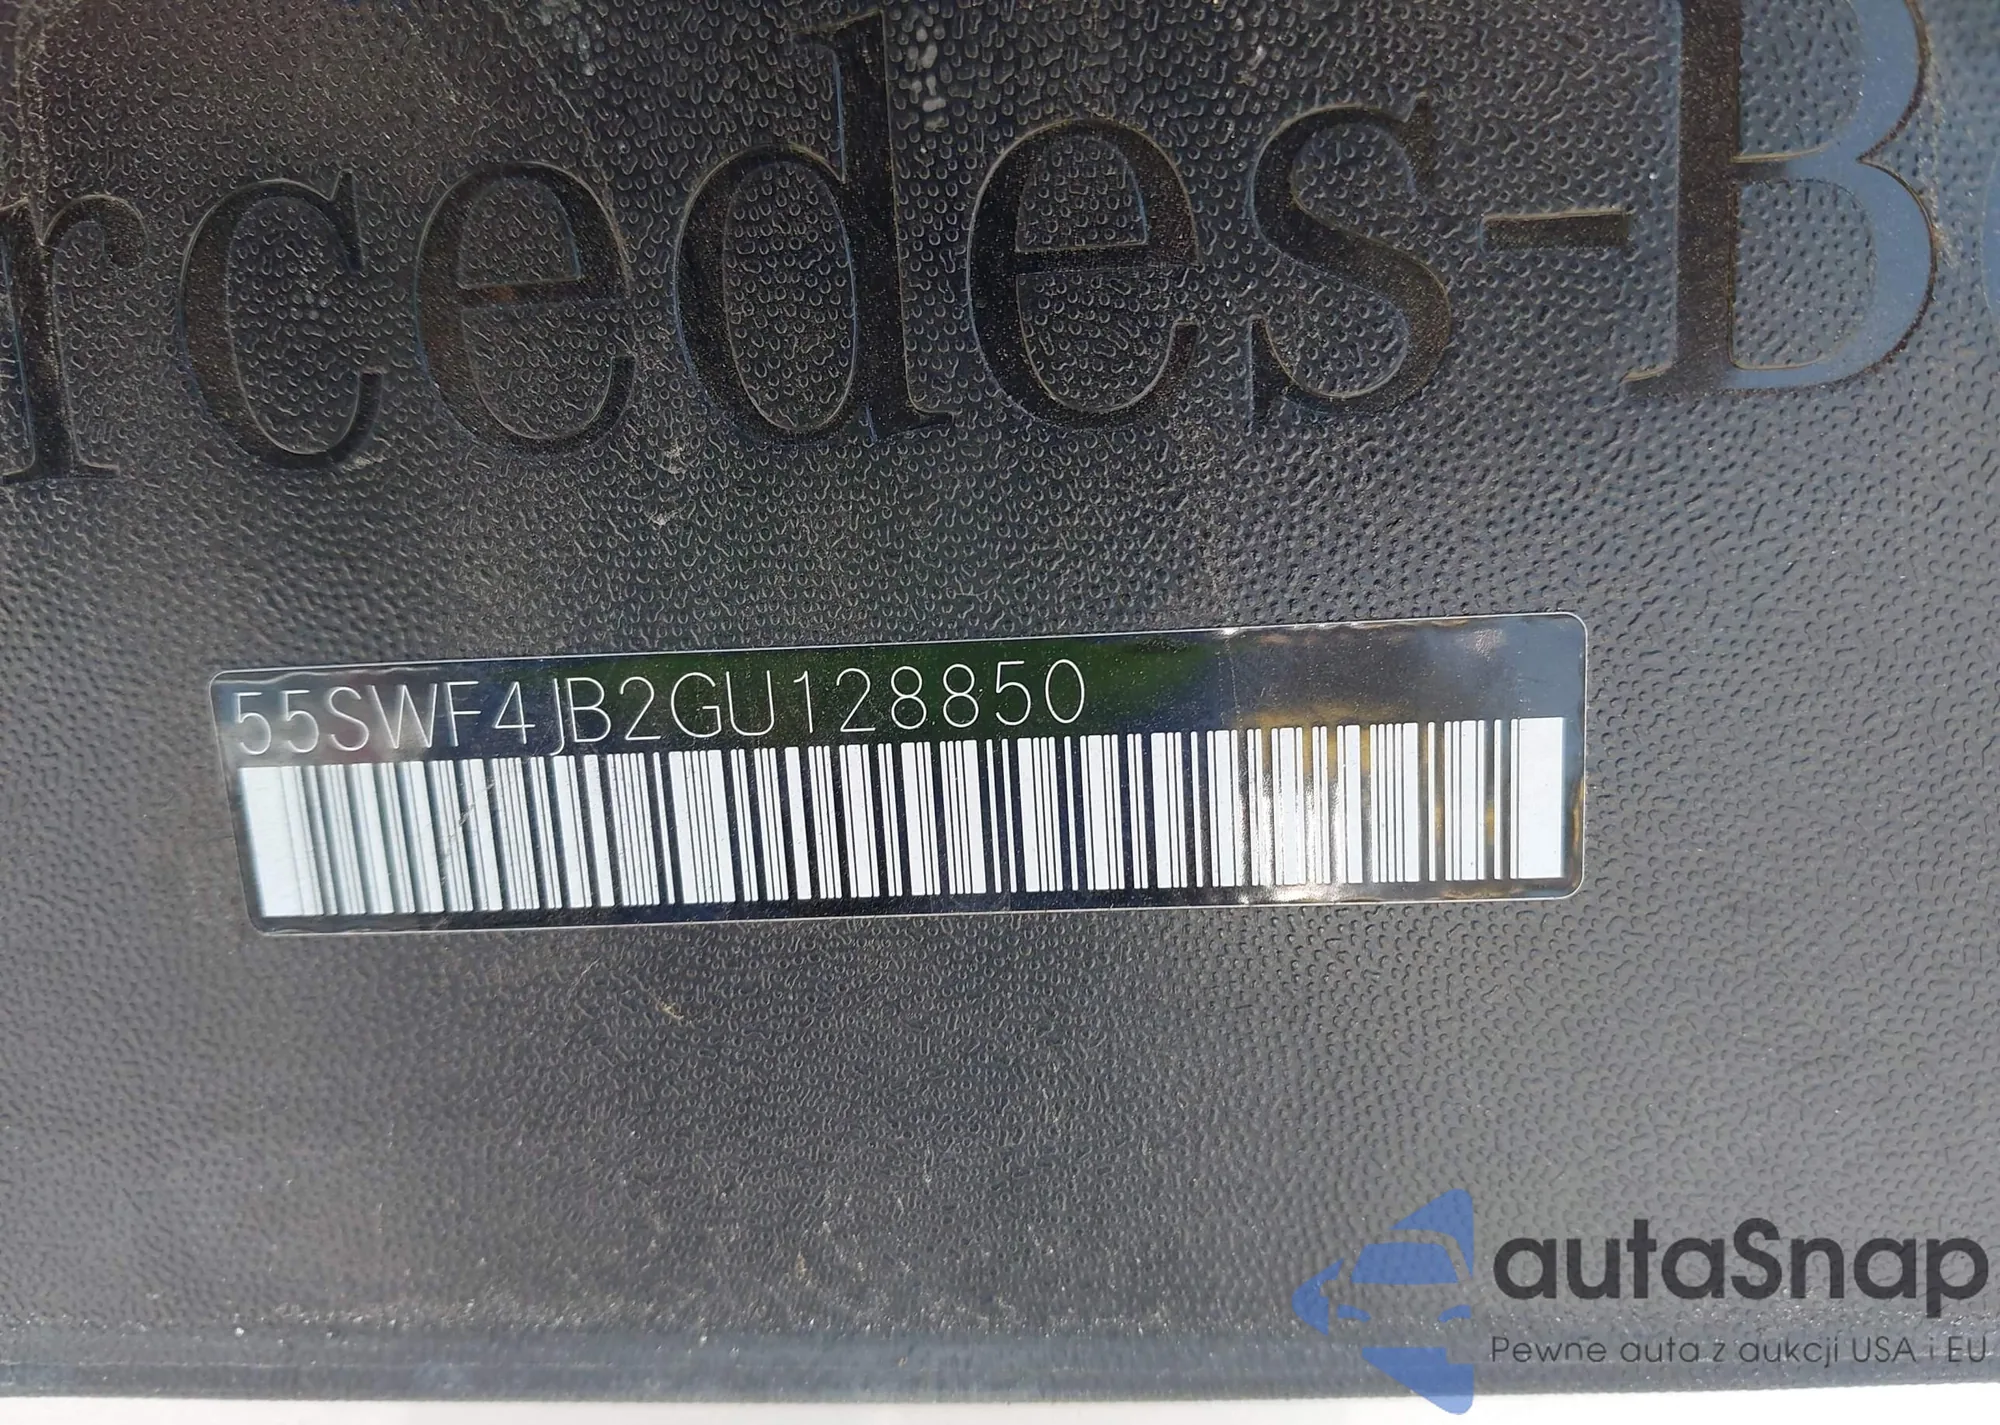 rcedes-B
55SWF4JB2GU128850
autaSnap
Pewne auta z aukcji USA i EU